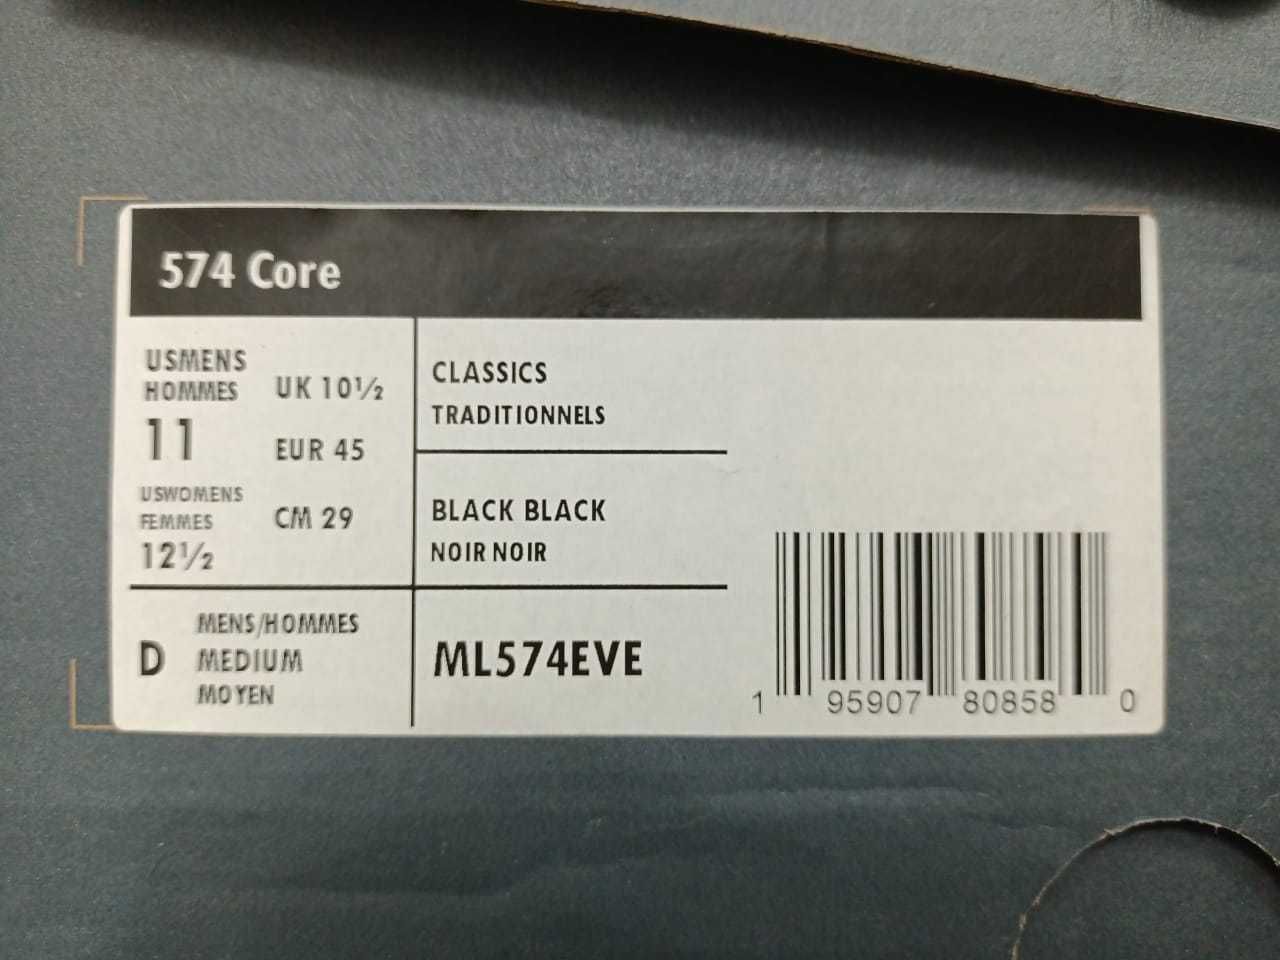 574 Core
USMENS
HOMMES
11
UK 10½
EUR 45
USWOMENS
FEMMES
12½
CM 29
CLASSICS
TRADITIONNELS
BLACK BLACK
NOIR NOIR
D
MENS/HOMMES
MEDIUM
MOYEN
ML574EVE
1 95907 80858 0